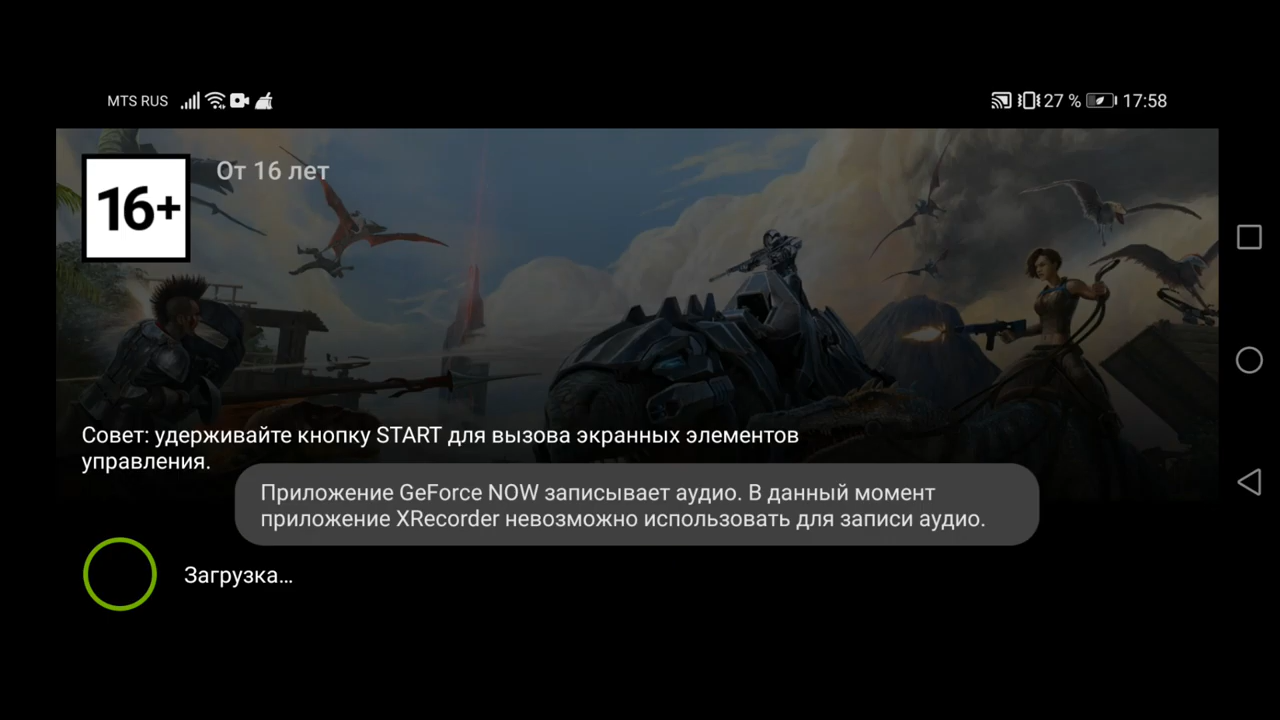 MTS RUS 27 % 17:58
16+ От 16 лет
Совет: удерживайте кнопку START для вызова экранных элементов
управления.
Приложение GeForce NOW записывает аудио. В данный момент
приложение XRecorder невозможно использовать для записи аудио.
Загрузка...